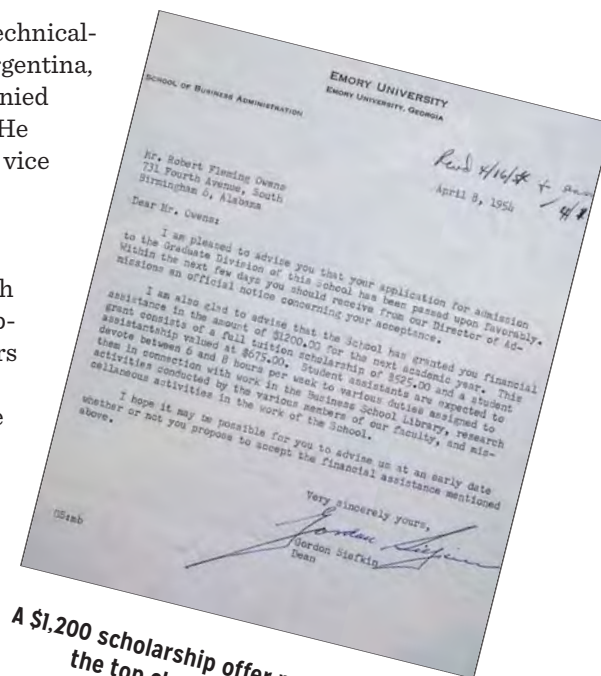 echnical-
rgentina,
nied
He
vice
h
p-
rs
e
EMORY UNIVERSITY
EMORY UNIVERSITY, GEORGIA
SCHOOL OF BUSINESS ADMINISTRATION
April 8, 1954
Mr. Robert Fleming Owens
731 Fourth Avenue, South
Birmingham 5, Alabama
Dear Mr. Owens:
I am pleased to advise you that your application for admission
to the Graduate Division of this School has been passed upon favorably.
Within the next few days you should receive from our Director of Ad-
missions an official notice concerning your acceptance.
I am also glad to advise that the School has granted you financial
assistance in the amount of $1200.00 for the next academic year. This
grant consists of a full tuition scholarship of $525.00 and a student
assistantship valued at $675.00. Student assistants are expected to
devote between 6 and 8 hours per week to various duties assigned to
them in connection with work in the Business School Library, research
activities conducted by the various members of our faculty, and mis-
cellaneous activities in the work of the School.
I hope it may be possible for you to advise us at an early date
whether or not you propose to accept the financial assistance mentioned
above.
Very sincerely yours,
Gordon Siefkin
Gordon Siefkin
Dean
GS:mb
A $1,200 scholarship offer
the top